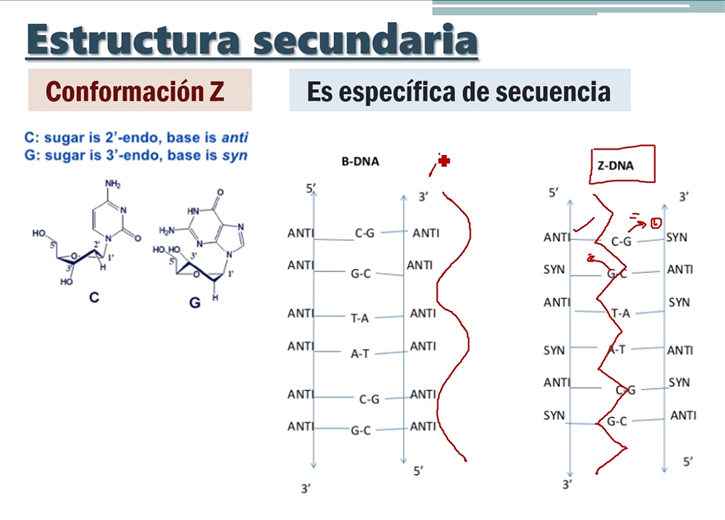 Estructura secundaria
Conformación Z
Es específica de secuencia
C: sugar is 2'-endo, base is anti
G: sugar is 3'-endo, base is syn
NH₂
N
N
O
HO
5'
O
2'
1'
3'
H
HO
C
O
HN
N
H₂N
N
N
HO HO
3'
5'
O
1'
H
G
B-DNA
5'
3'
ANTI C-G ANTI
ANTI G-C ANTI
ANTI T-A ANTI
ANTI A-T ANTI
ANTI C-G ANTI
ANTI G-C ANTI
3'
5'
Z-DNA
5'
3'
ANTI C-G SYN
SYN G-C ANTI
ANTI T-A SYN
SYN A-T ANTI
ANTI C-G SYN
SYN G-C ANTI
3'
5'